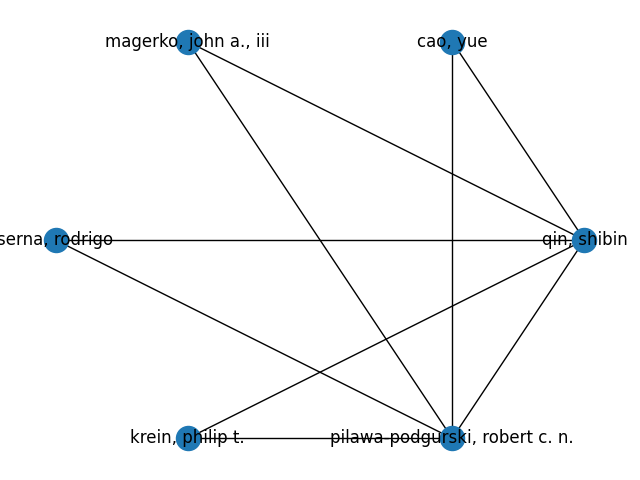 magerko, john a., iii
cao, yue
serna, rodrigo
qin, shibin
krein, philip t.
pilawa-podgurski, robert c. n.